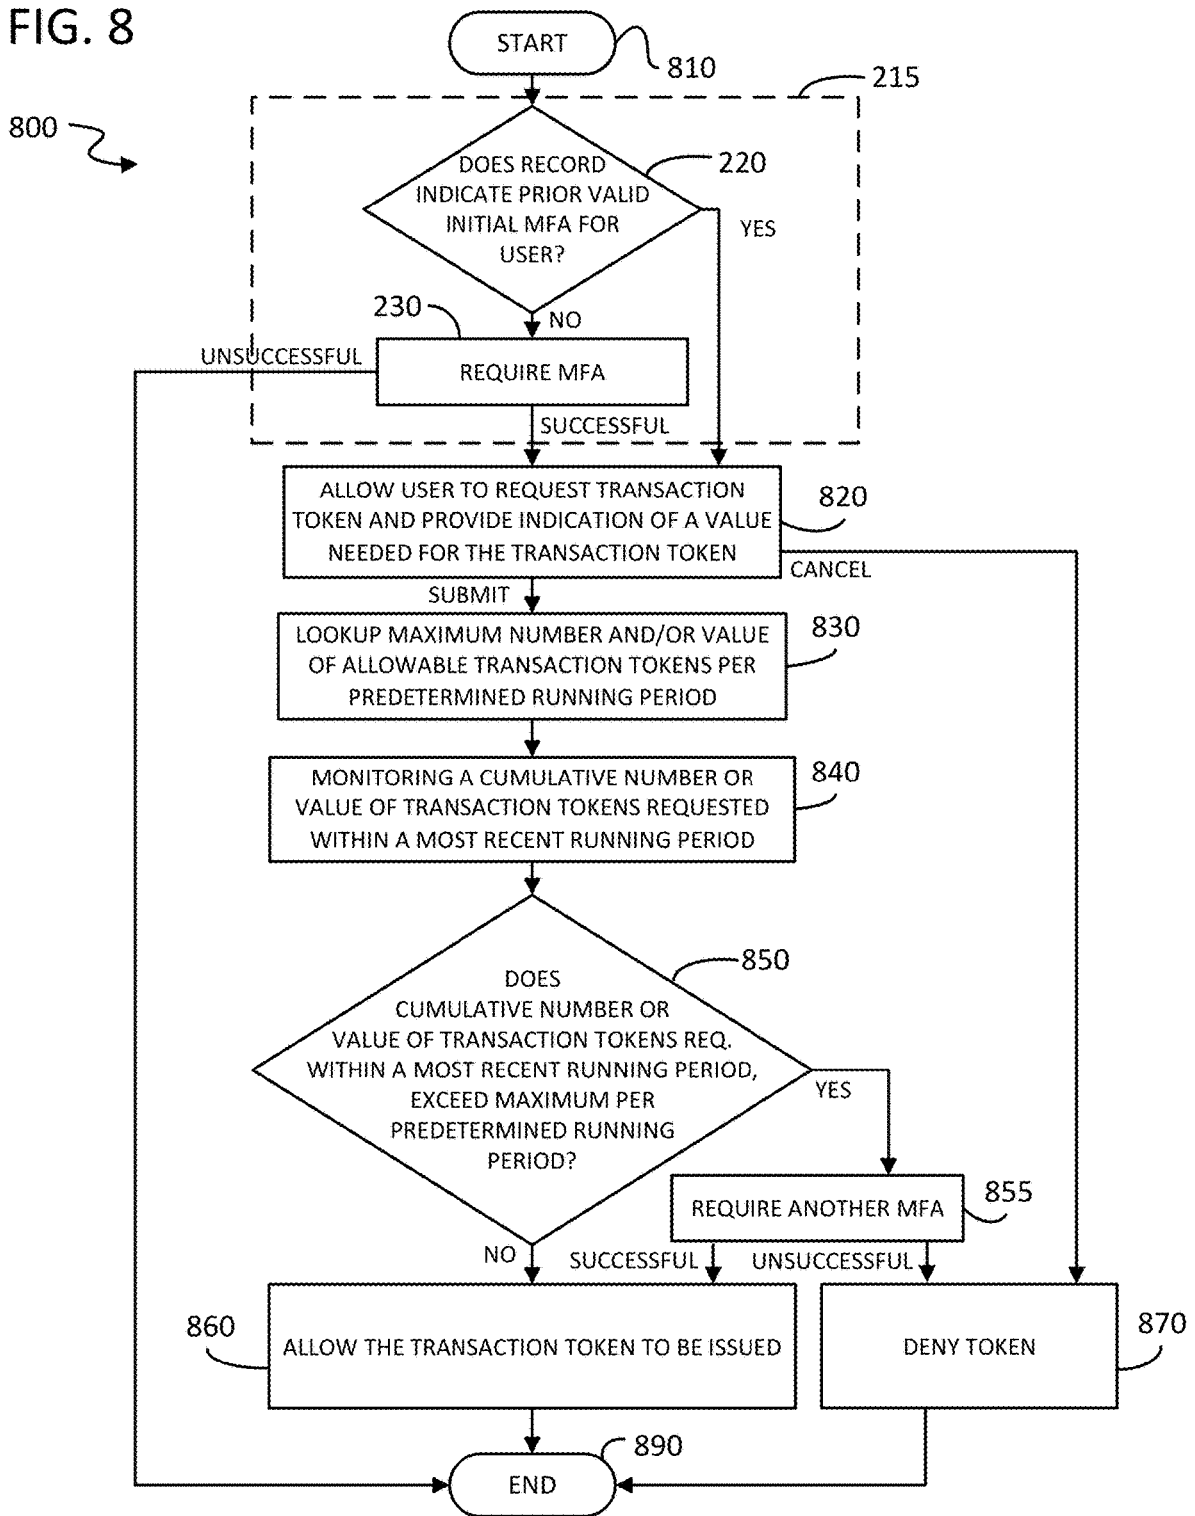 FIG. 8
START
810
215
800
DOES RECORD
INDICATE PRIOR VALID
INITIAL MFA FOR
USER?
220
YES
230
NO
UNSUCCESSFUL
REQUIRE MFA
SUCCESSFUL
ALLOW USER TO REQUEST TRANSACTION
TOKEN AND PROVIDE INDICATION OF A VALUE
NEEDED FOR THE TRANSACTION TOKEN
820
CANCEL
SUBMIT
LOOKUP MAXIMUM NUMBER AND/OR VALUE
OF ALLOWABLE TRANSACTION TOKENS PER
PREDETERMINED RUNNING PERIOD
830
MONITORING A CUMULATIVE NUMBER OR
VALUE OF TRANSACTION TOKENS REQUESTED
WITHIN A MOST RECENT RUNNING PERIOD
840
DOES
CUMULATIVE NUMBER OR
VALUE OF TRANSACTION TOKENS REQ.
WITHIN A MOST RECENT RUNNING PERIOD,
EXCEED MAXIMUM PER
PREDETERMINED RUNNING
PERIOD?
850
YES
REQUIRE ANOTHER MFA
855
NO
SUCCESSFUL
UNSUCCESSFUL
860
ALLOW THE TRANSACTION TOKEN TO BE ISSUED
DENY TOKEN
870
890
END